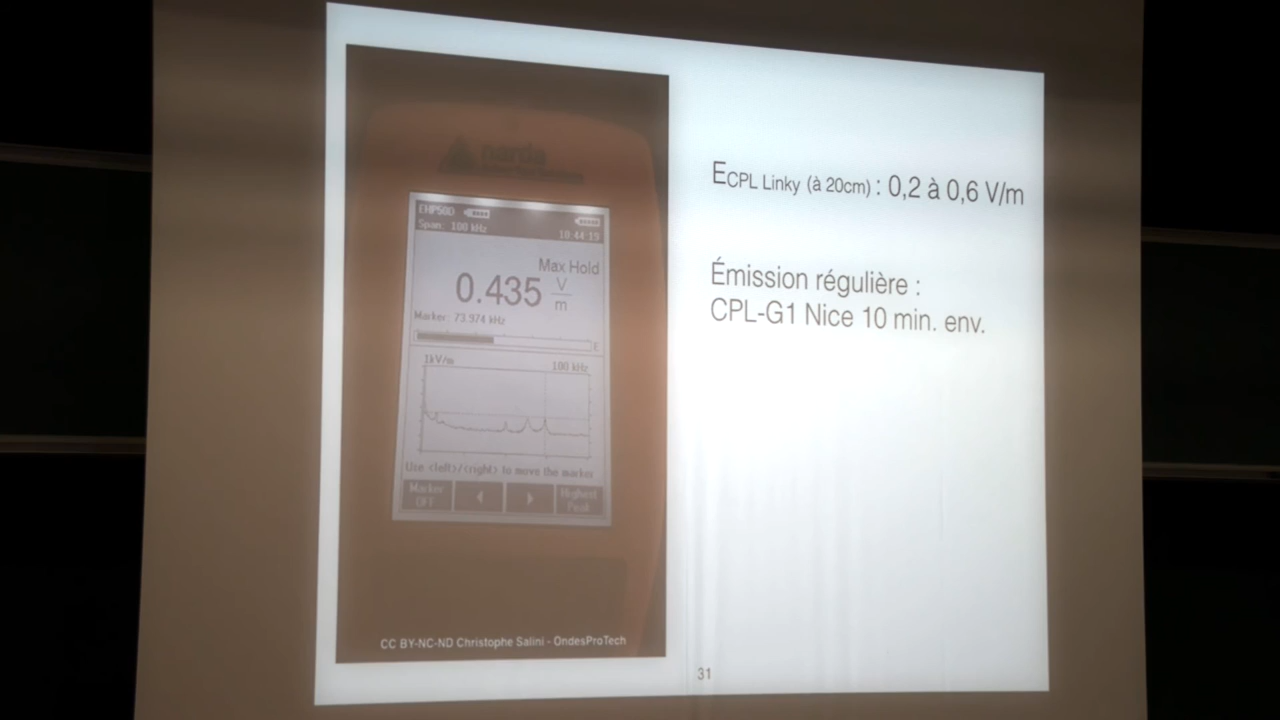 narda
EHP50D
Span: 100 kHz
18:44:19
Max Hold
0.435 V/m
Marker: 73.974 kHz
E
1kV/m
100 kHz
Use <left>/<right> to move the marker
Marker OFF
Highest Peak
CC BY-NC-ND Christophe Salini - OndesProTech
ECPL Linky (à 20cm) : 0,2 à 0,6 V/m
Émission régulière :
CPL-G1 Nice 10 min. env.
31